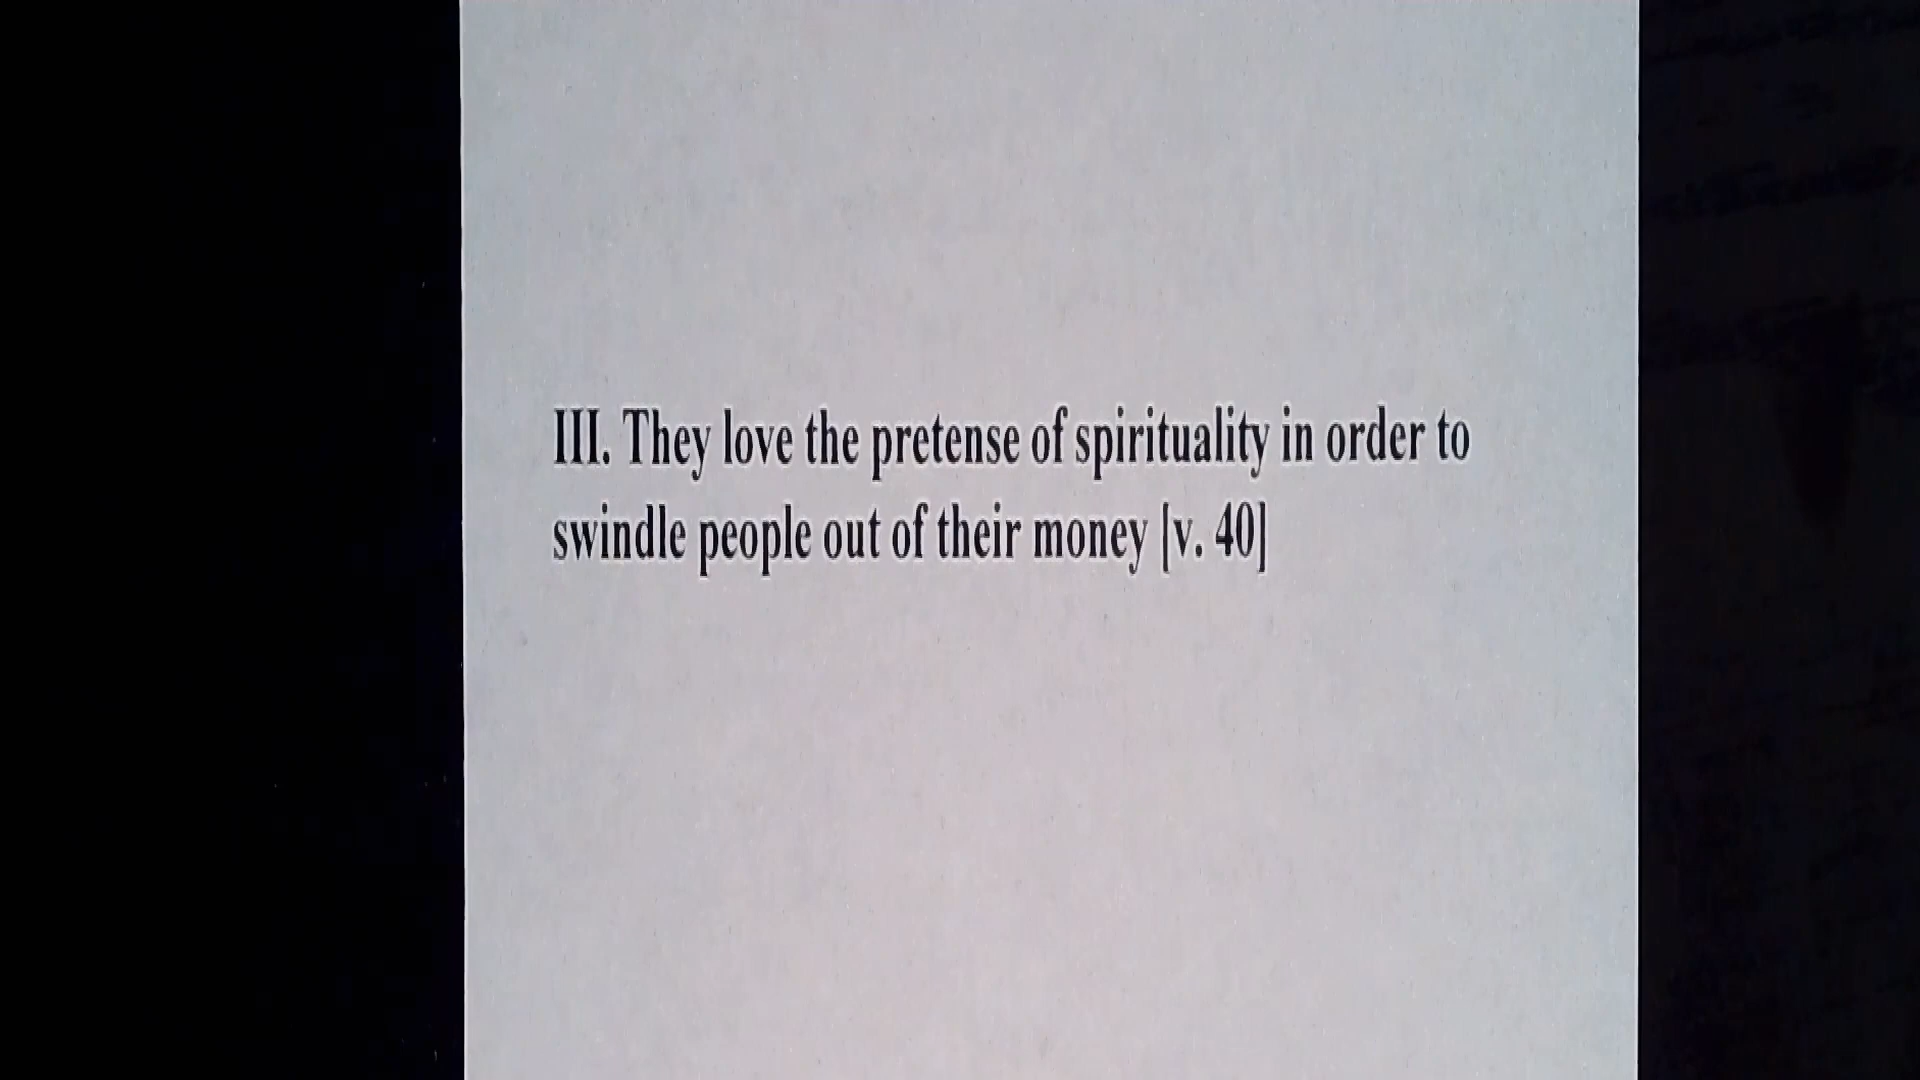 III. They love the pretense of spirituality in order to
swindle people out of their money [v. 40]